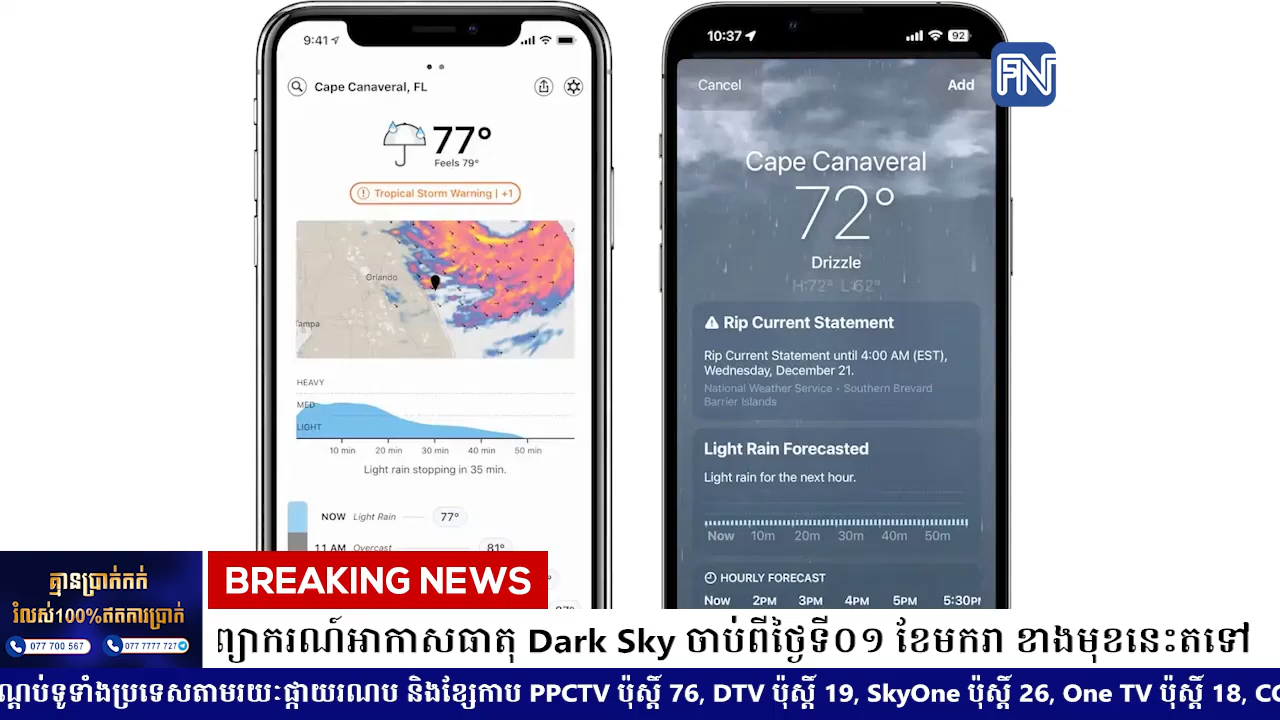 9:41
Cape Canaveral, FL
77°
Feels 79°
Tropical Storm Warning | +1
Orlando
Tampa
HEAVY
MED
LIGHT
10 min 20 min 30 min 40 min 50 min
Light rain stopping in 35 min.
NOW Light Rain 77°
11 AM Overcast 81°
10:37 92
Cancel Add
Cape Canaveral
72°
Drizzle
H:72° L:62°
Rip Current Statement
Rip Current Statement until 4:00 AM (EST),
Wednesday, December 21.
National Weather Service • Southern Brevard
Barrier Islands
Light Rain Forecasted
Light rain for the next hour.
Now 10m 20m 30m 40m 50m
HOURLY FORECAST
Now 2PM 3PM 4PM 5PM 5:30PM
FN
គ្មានប្រាក់កក់
រំលស់100%ឥតការប្រាក់
077 700 567 077 7777 727
BREAKING NEWS
ព្យាករណ៍អាកាសធាតុ Dark Sky ចាប់ពីថ្ងៃទី០១ ខែមករា ខាងមុខនេះតទៅ
ណ្តប់ទូទាំងប្រទេសតាមរយៈផ្កាយរណប និងខ្សែកាប PPCTV ប៉ុស្តិ៍ 76, DTV ប៉ុស្តិ៍ 19, SkyOne ប៉ុស្តិ៍ 26, One TV ប៉ុស្តិ៍ 18,